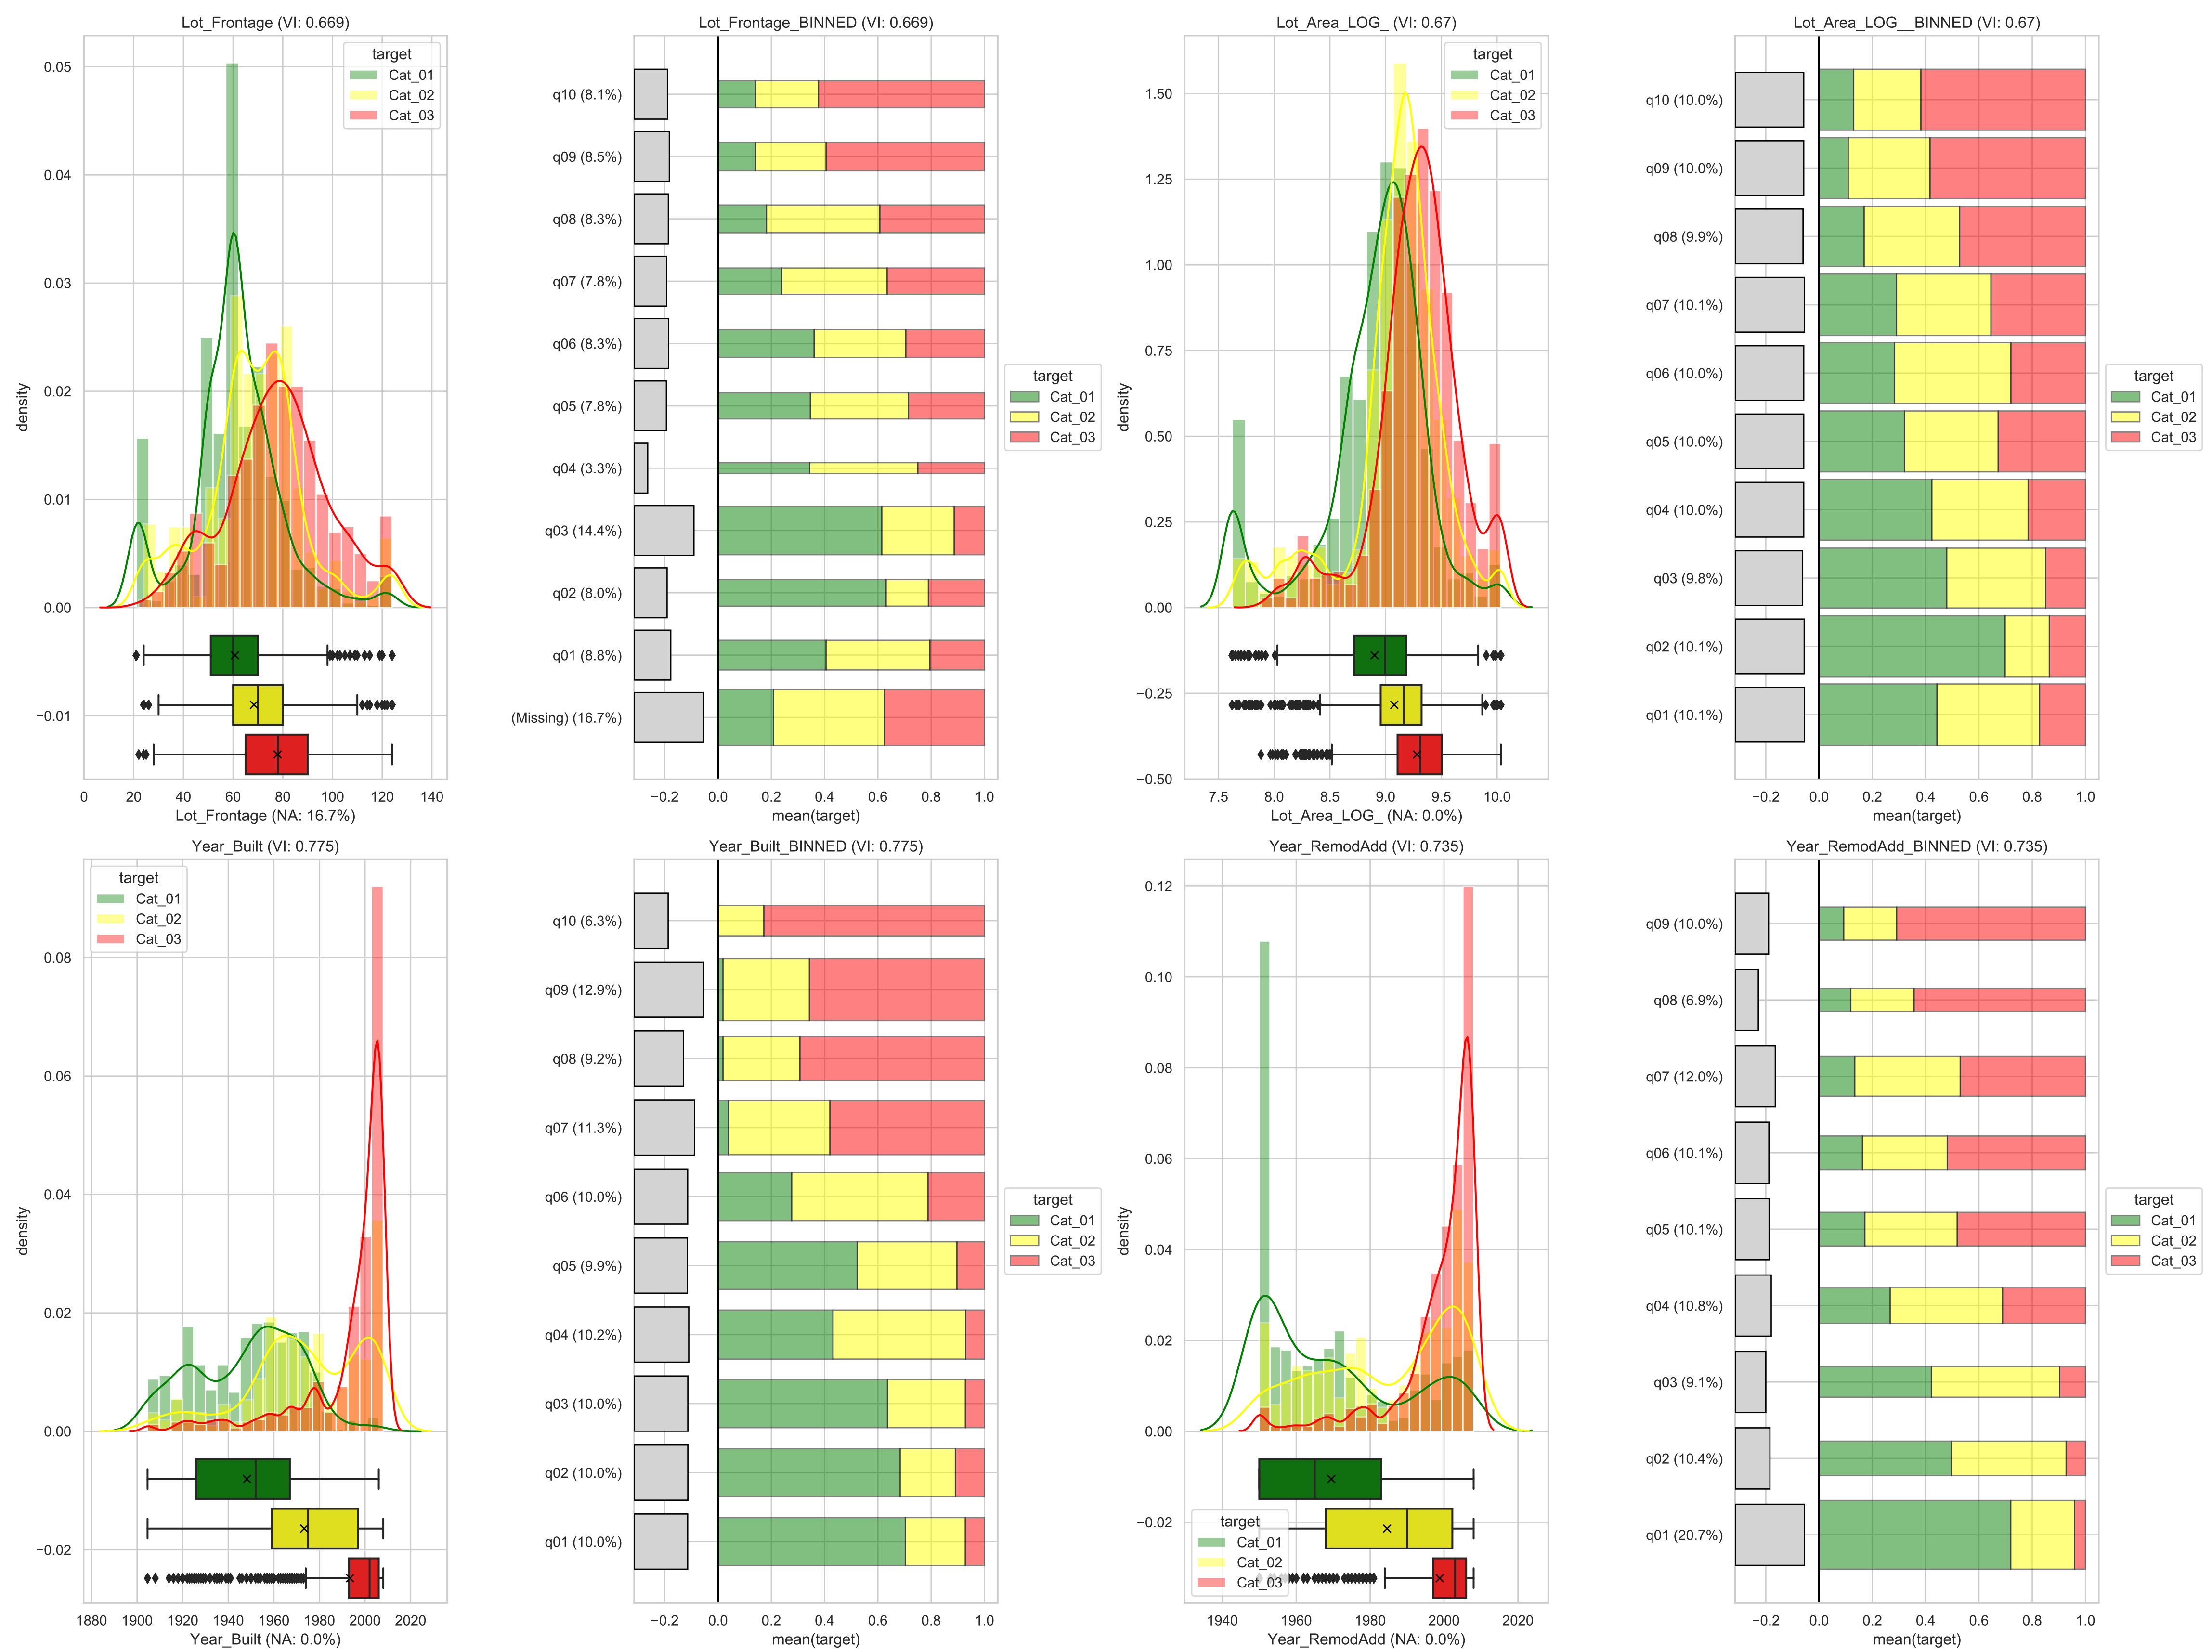 Lot_Frontage (VI: 0.669)
target
Cat_01
Cat_02
Cat_03
density
0.05
0.04
0.03
0.02
0.01
0.00
−0.01
0 20 40 60 80 100 120 140
Lot_Frontage (NA: 16.7%)
Lot_Frontage_BINNED (VI: 0.669)
q10 (8.1%)
q09 (8.5%)
q08 (8.3%)
q07 (7.8%)
q06 (8.3%)
q05 (7.8%)
q04 (3.3%)
q03 (14.4%)
q02 (8.0%)
q01 (8.8%)
(Missing) (16.7%)
−0.2 0.0 0.2 0.4 0.6 0.8 1.0
mean(target)
target
Cat_01
Cat_02
Cat_03
Lot_Area_LOG_ (VI: 0.67)
target
Cat_01
Cat_02
Cat_03
density
1.50
1.25
1.00
0.75
0.50
0.25
0.00
−0.25
−0.50
7.5 8.0 8.5 9.0 9.5 10.0
Lot_Area_LOG_ (NA: 0.0%)
Lot_Area_LOG__BINNED (VI: 0.67)
q10 (10.0%)
q09 (10.0%)
q08 (9.9%)
q07 (10.1%)
q06 (10.0%)
q05 (10.0%)
q04 (10.0%)
q03 (9.8%)
q02 (10.1%)
q01 (10.1%)
−0.2 0.0 0.2 0.4 0.6 0.8 1.0
mean(target)
target
Cat_01
Cat_02
Cat_03
Year_Built (VI: 0.775)
target
Cat_01
Cat_02
Cat_03
density
0.08
0.06
0.04
0.02
0.00
−0.02
1880 1900 1920 1940 1960 1980 2000 2020
Year_Built (NA: 0.0%)
Year_Built_BINNED (VI: 0.775)
q10 (6.3%)
q09 (12.9%)
q08 (9.2%)
q07 (11.3%)
q06 (10.0%)
q05 (9.9%)
q04 (10.2%)
q03 (10.0%)
q02 (10.0%)
q01 (10.0%)
−0.2 0.0 0.2 0.4 0.6 0.8 1.0
mean(target)
target
Cat_01
Cat_02
Cat_03
Year_RemodAdd (VI: 0.735)
density
0.12
0.10
0.08
0.06
0.04
0.02
0.00
−0.02
target
Cat_01
Cat_02
Cat_03
1940 1960 1980 2000 2020
Year_RemodAdd (NA: 0.0%)
Year_RemodAdd_BINNED (VI: 0.735)
q09 (10.0%)
q08 (6.9%)
q07 (12.0%)
q06 (10.1%)
q05 (10.1%)
q04 (10.8%)
q03 (9.1%)
q02 (10.4%)
q01 (20.7%)
−0.2 0.0 0.2 0.4 0.6 0.8 1.0
mean(target)
target
Cat_01
Cat_02
Cat_03